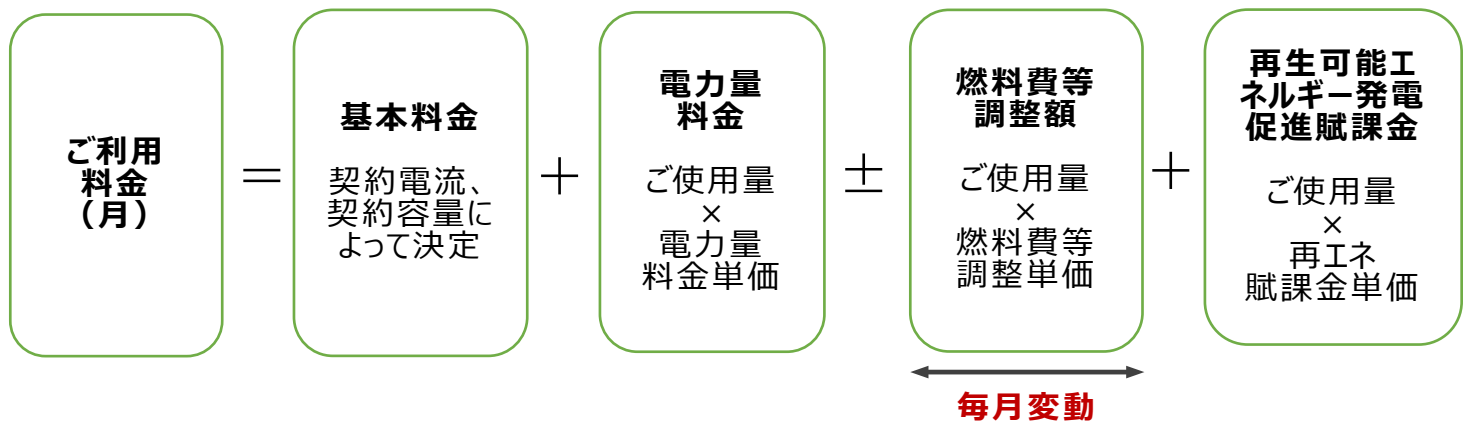 ご利用
料金
（月）
＝
基本料金
契約電流、
契約容量に
よって決定
＋
電力量
料金
ご使用量
×
電力量
料金単価
±
燃料費等
調整額
ご使用量
×
燃料費等
調整単価
＋
再生可能エ
ネルギー発電
促進賦課金
ご使用量
×
再エネ
賦課金単価
毎月変動